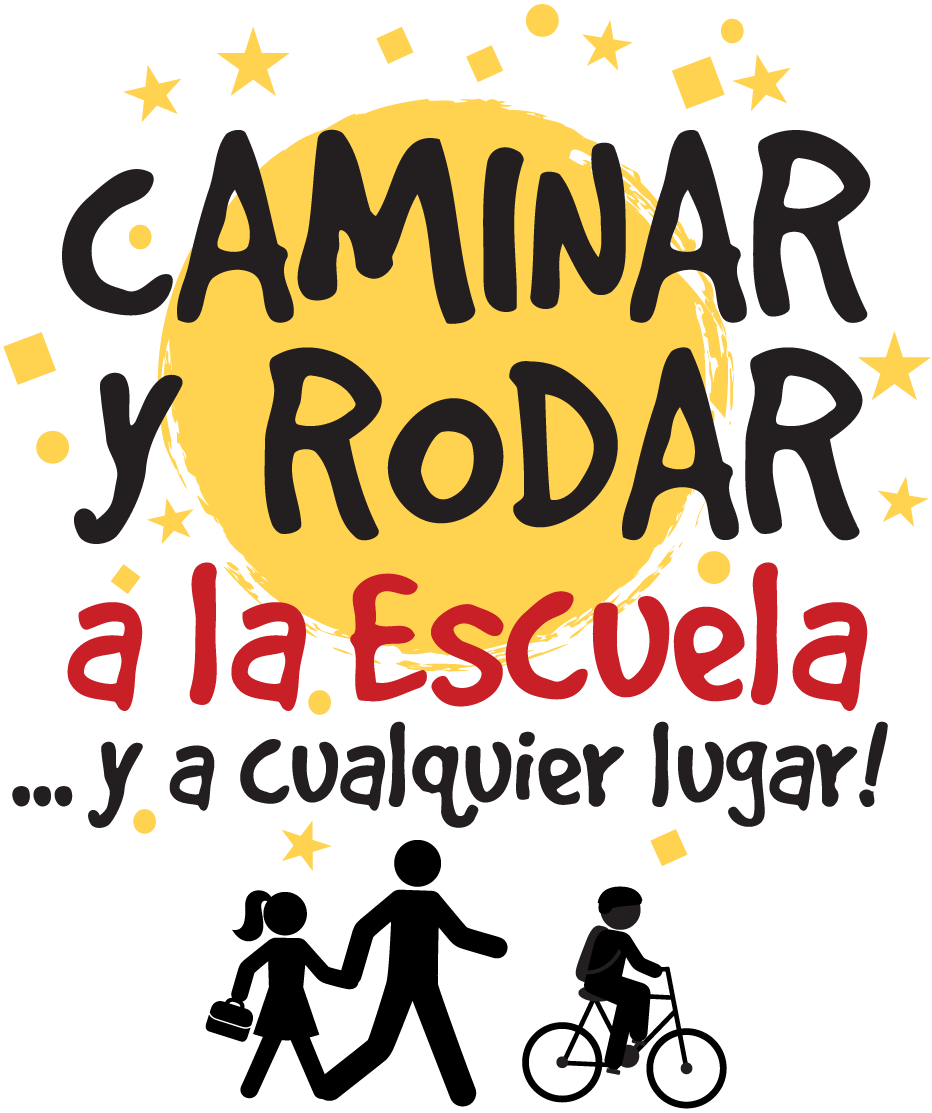 CAMINAR
Y RODAR
a la Escuela
...y a cualquier lugar!